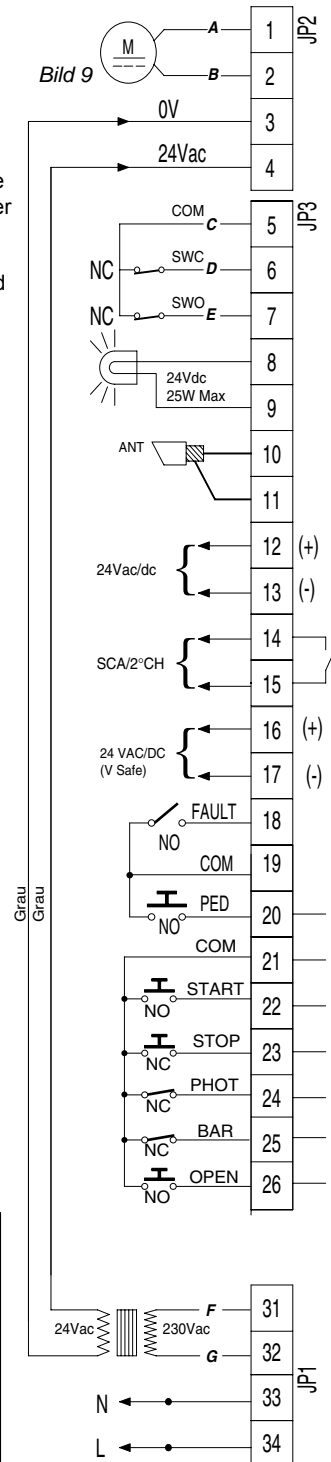 A
1
JP2
M
Bild 9
B
2
0V
3
24Vac
4
e
er
COM
C
5
JP3
d
NC
SWC
D
6
NC
SWO
E
7
8
24Vdc
25W Max
9
ANT
10
11
12 (+)
24Vac/dc
13 (-)
14
SCA/2°CH
15
16 (+)
24 VAC/DC
(V Safe)
17 (-)
FAULT
18
NO
COM
19
PED
20
NO
COM
21
START
22
NO
STOP
23
NC
PHOT
24
NC
BAR
25
NC
OPEN
26
NO
Grau
Grau
F
31
24Vac
230Vac
G
32
JP1
N
33
L
34